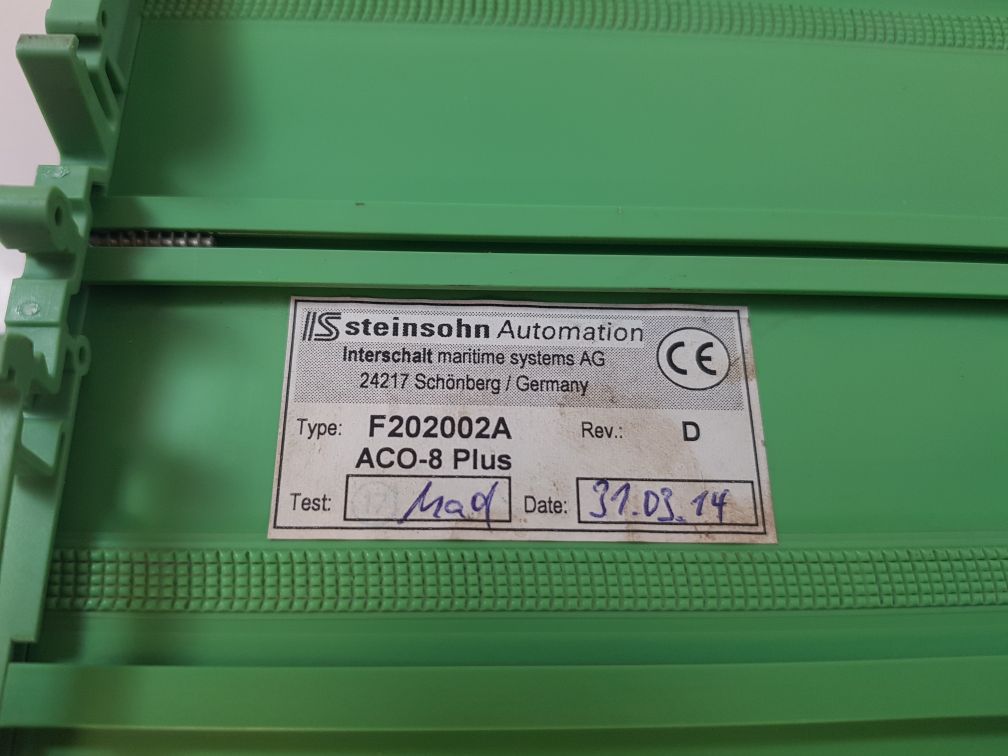 steinsohn Automation
Interschalt maritime systems AG
24217 Schönberg / Germany
CE
Type: F202002A Rev.: D
ACO-8 Plus
Test: Date: 31.03.14